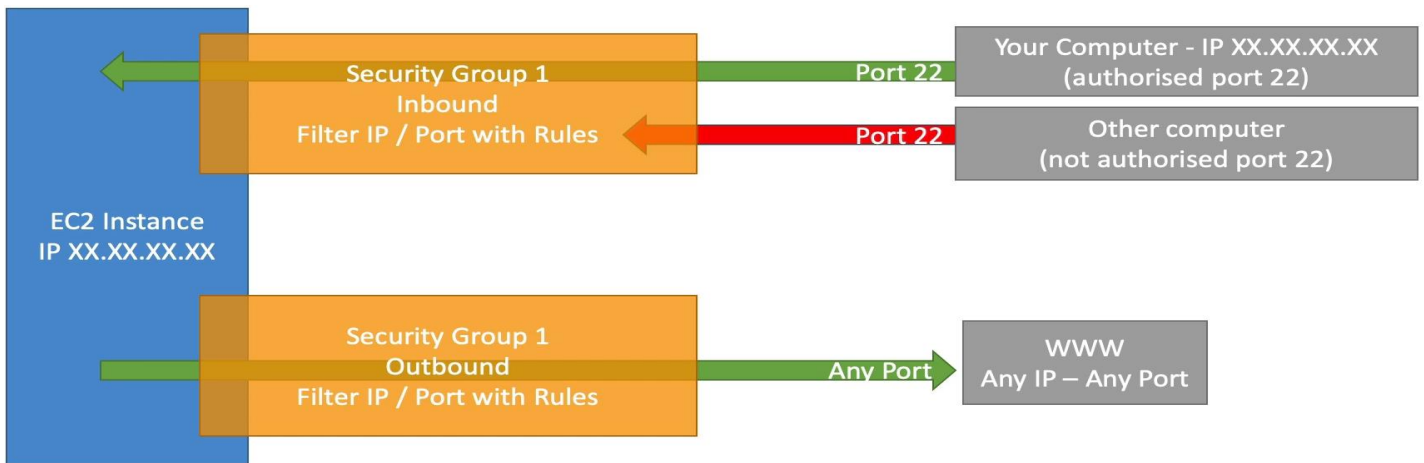 Your Computer - IP XX.XX.XX.XX
(authorised port 22)
Port 22
Security Group 1
Inbound
Filter IP / Port with Rules
Port 22
Other computer
(not authorised port 22)
EC2 Instance
IP XX.XX.XX.XX
Security Group 1
Outbound
Filter IP / Port with Rules
Any Port
WWW
Any IP – Any Port